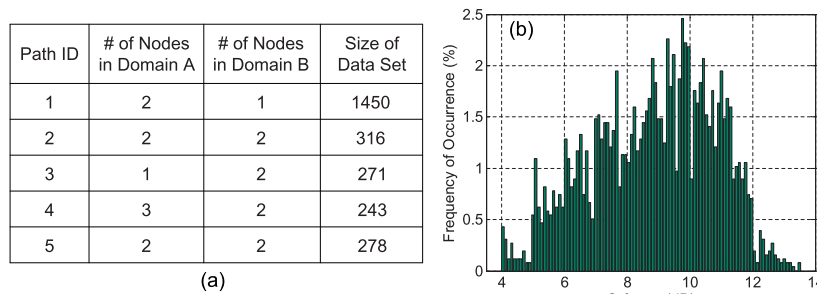 Path ID # of Nodes in Domain A # of Nodes in Domain B Size of Data Set
1 2 1 1450
2 2 2 316
3 1 2 271
4 3 2 243
5 2 2 278
(a)
(b)
Frequency of Occurrence (%)
2.5
2
1.5
1
0.5
0
4 6 8 10 12